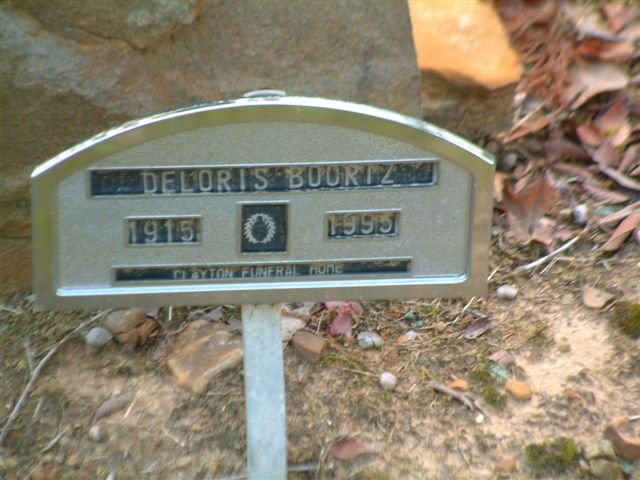 DELORIS BOORTZ
1915 1995
CLAYTON FUNERAL HOME